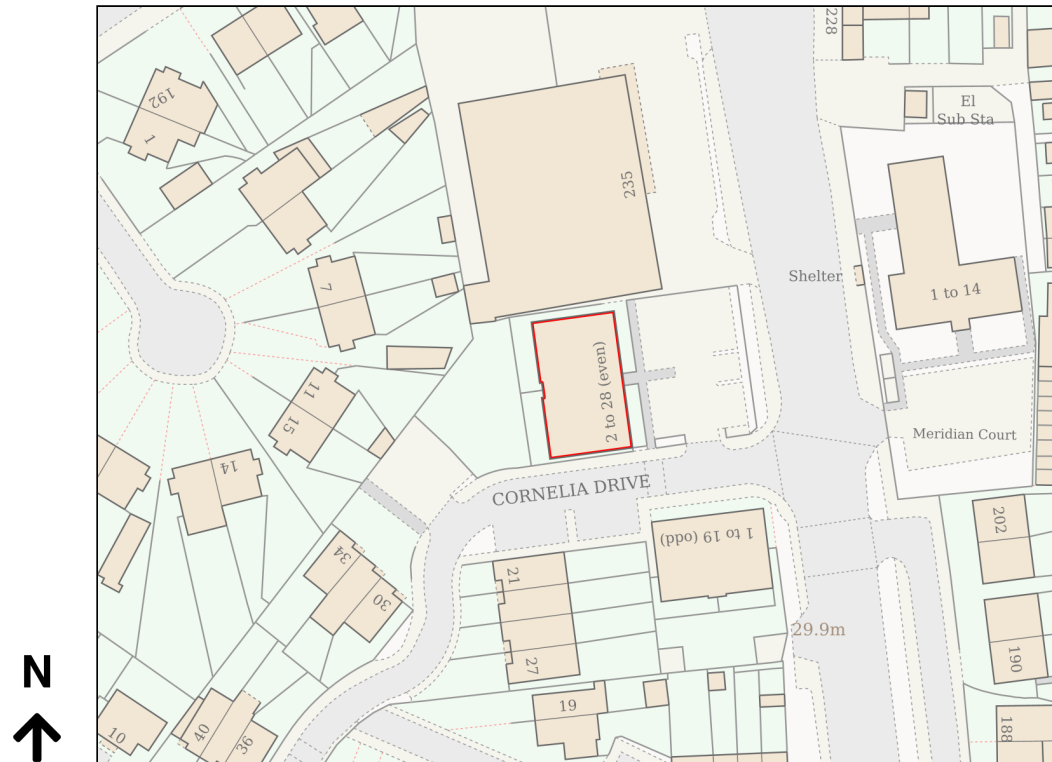 228
El
Sub Sta
192
1
235
Shelter
1 to 14
7
2 to 28 (even)
11
15
14
Meridian Court
CORNELIA DRIVE
1 to 19 (odd)
202
34
30
21
27
29.9m
190
19
188
10
40
36
N